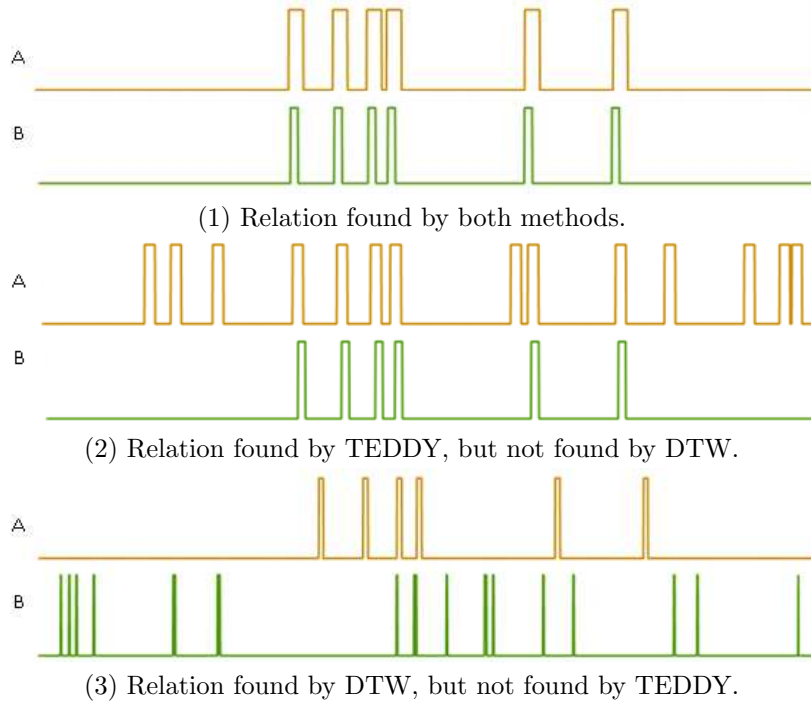 A
B
(1) Relation found by both methods.
A
B
(2) Relation found by TEDDY, but not found by DTW.
A
B
(3) Relation found by DTW, but not found by TEDDY.